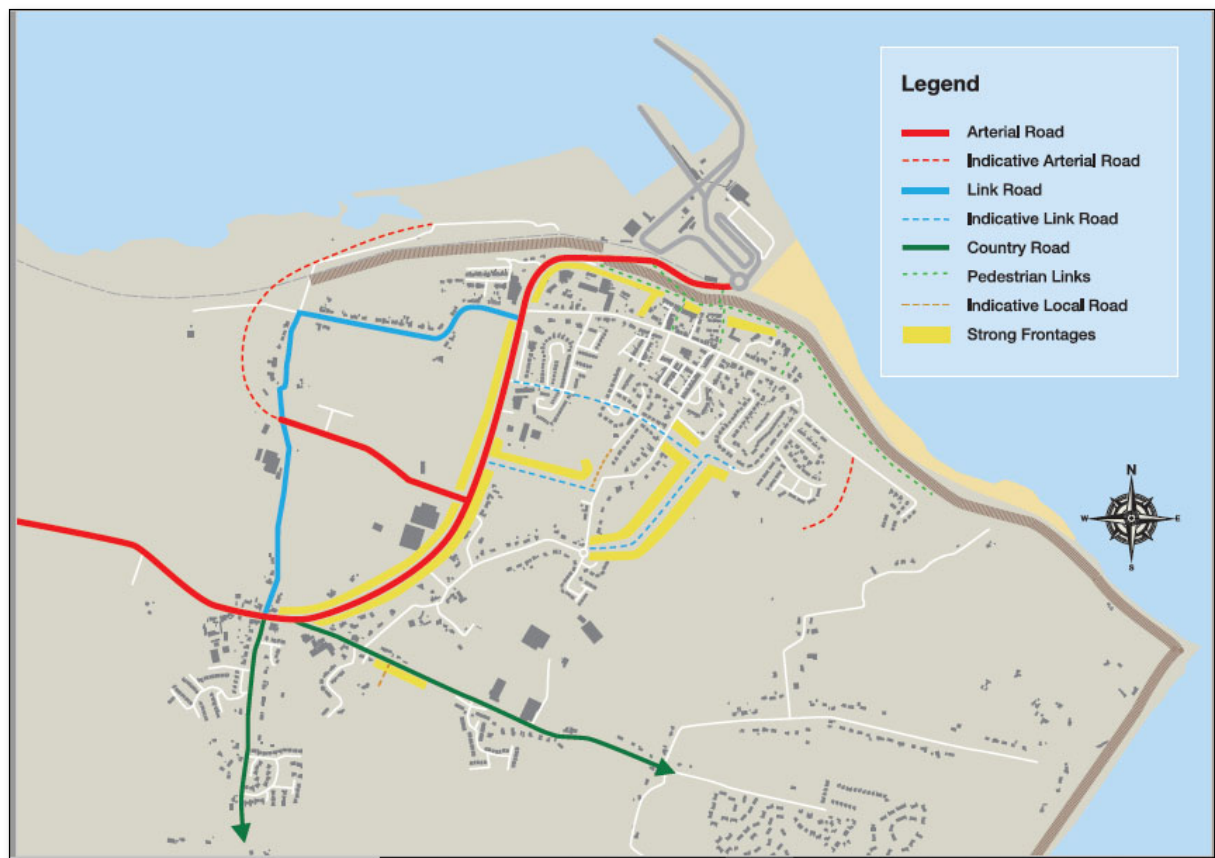 Legend
Arterial Road
Indicative Arterial Road
Link Road
Indicative Link Road
Country Road
Pedestrian Links
Indicative Local Road
Strong Frontages
N
W E
S